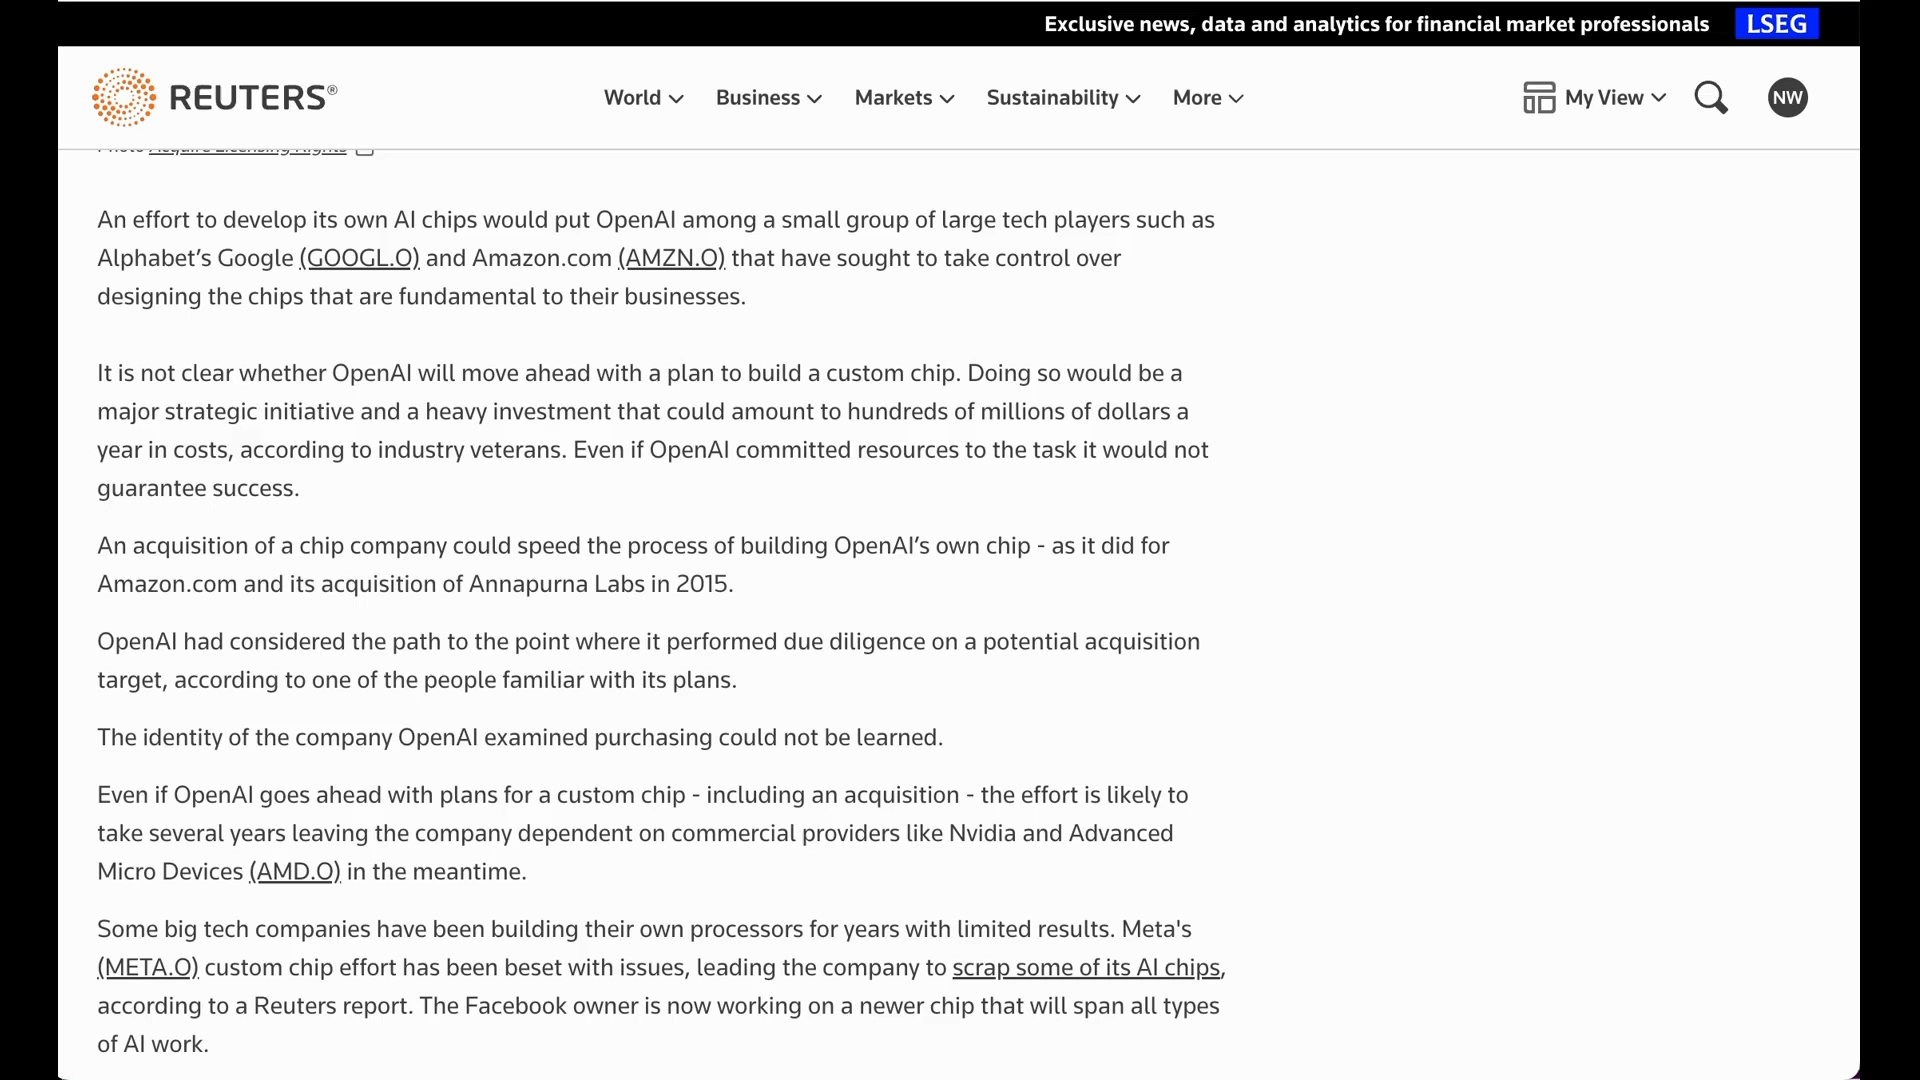 Exclusive news, data and analytics for financial market professionals LSEG
REUTERS® World Business Markets Sustainability More My View NW
Photo Acquire Licensing Rights
An effort to develop its own AI chips would put OpenAI among a small group of large tech players such as
Alphabet’s Google (GOOGL.O) and Amazon.com (AMZN.O) that have sought to take control over
designing the chips that are fundamental to their businesses.
It is not clear whether OpenAI will move ahead with a plan to build a custom chip. Doing so would be a
major strategic initiative and a heavy investment that could amount to hundreds of millions of dollars a
year in costs, according to industry veterans. Even if OpenAI committed resources to the task it would not
guarantee success.
An acquisition of a chip company could speed the process of building OpenAI’s own chip - as it did for
Amazon.com and its acquisition of Annapurna Labs in 2015.
OpenAI had considered the path to the point where it performed due diligence on a potential acquisition
target, according to one of the people familiar with its plans.
The identity of the company OpenAI examined purchasing could not be learned.
Even if OpenAI goes ahead with plans for a custom chip - including an acquisition - the effort is likely to
take several years leaving the company dependent on commercial providers like Nvidia and Advanced
Micro Devices (AMD.O) in the meantime.
Some big tech companies have been building their own processors for years with limited results. Meta's
(META.O) custom chip effort has been beset with issues, leading the company to scrap some of its AI chips,
according to a Reuters report. The Facebook owner is now working on a newer chip that will span all types
of AI work.